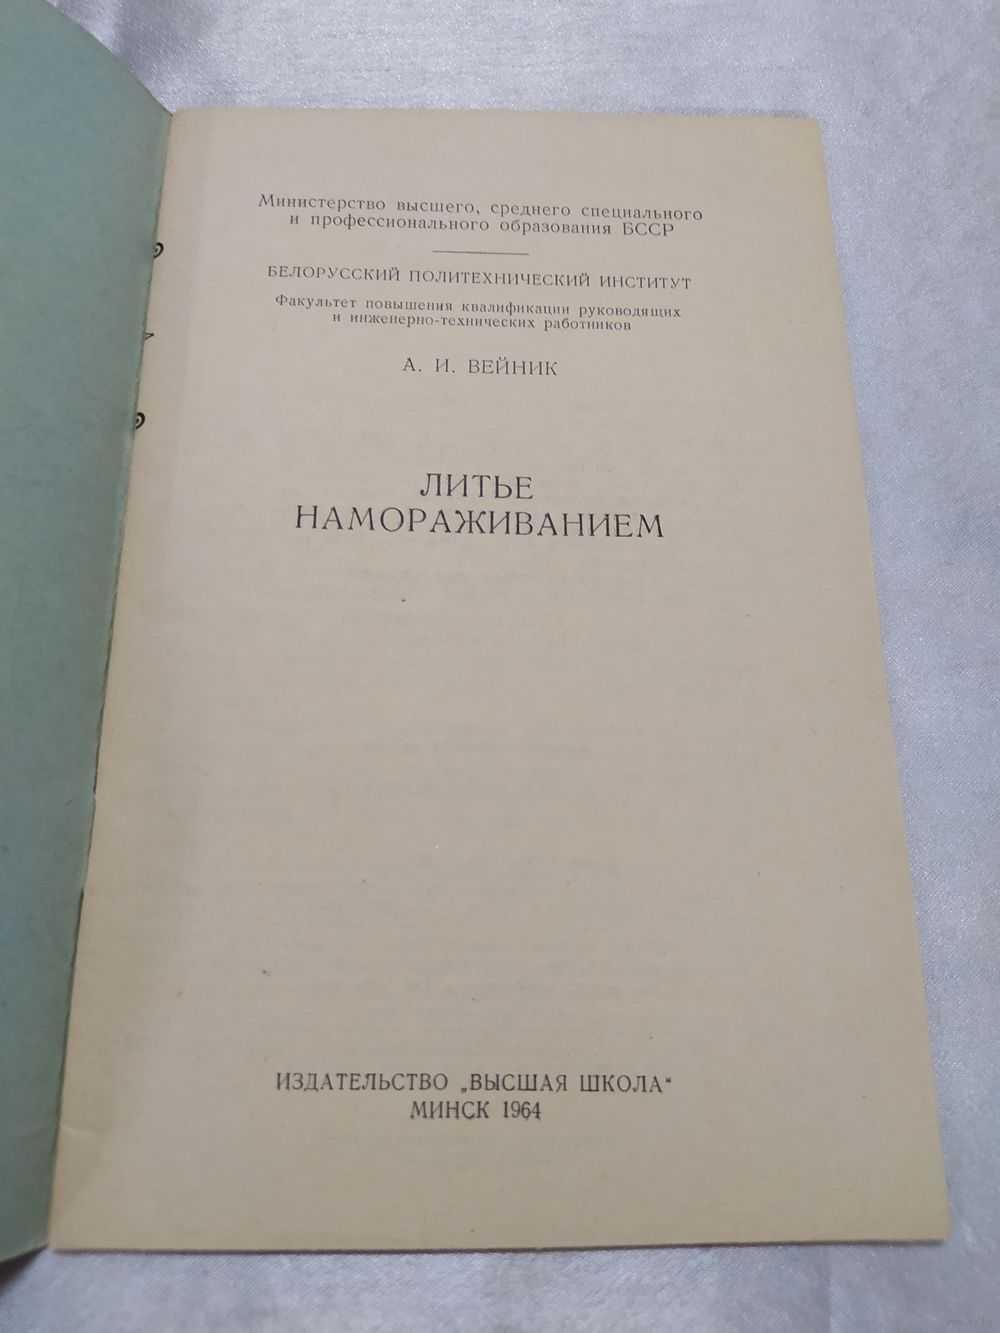 Министерство высшего, среднего специального
и профессионального образования БССР
БЕЛОРУССКИЙ ПОЛИТЕХНИЧЕСКИЙ ИНСТИТУТ
Факультет повышения квалификации руководящих
и инженерно-технических работников
А. И. ВЕЙНИК
ЛИТЬЕ
НАМОРАЖИВАНИЕМ
ИЗДАТЕЛЬСТВО „ВЫСШАЯ ШКОЛА“
МИНСК 1964